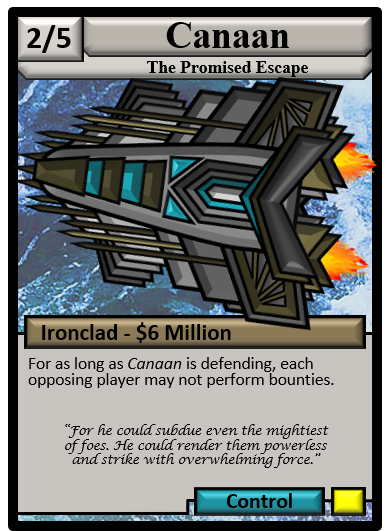 2/5
Canaan
The Promised Escape
Ironclad - $6 Million
For as long as Canaan is defending, each
opposing player may not perform bounties.
"For he could subdue even the mightiest
of foes. He could render them powerless
and strike with overwhelming force."
Control